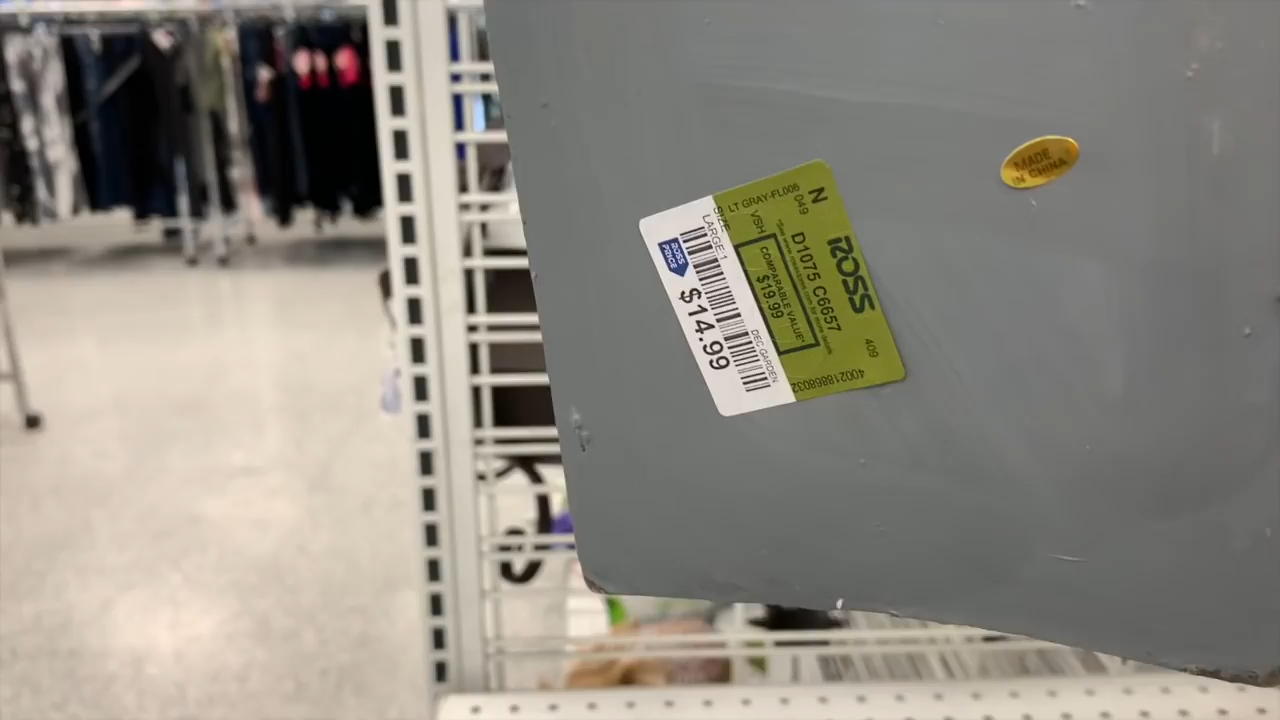 ROSS
N
LT GRAY-FL006
049
D1075 C6657
409
VSH
COMPARABLE VALUE*
$19.99
400218868032
SIZE
LARGE:1
DEC GARDEN
ROSS
PRICE
$14.99
MADE
IN CHINA